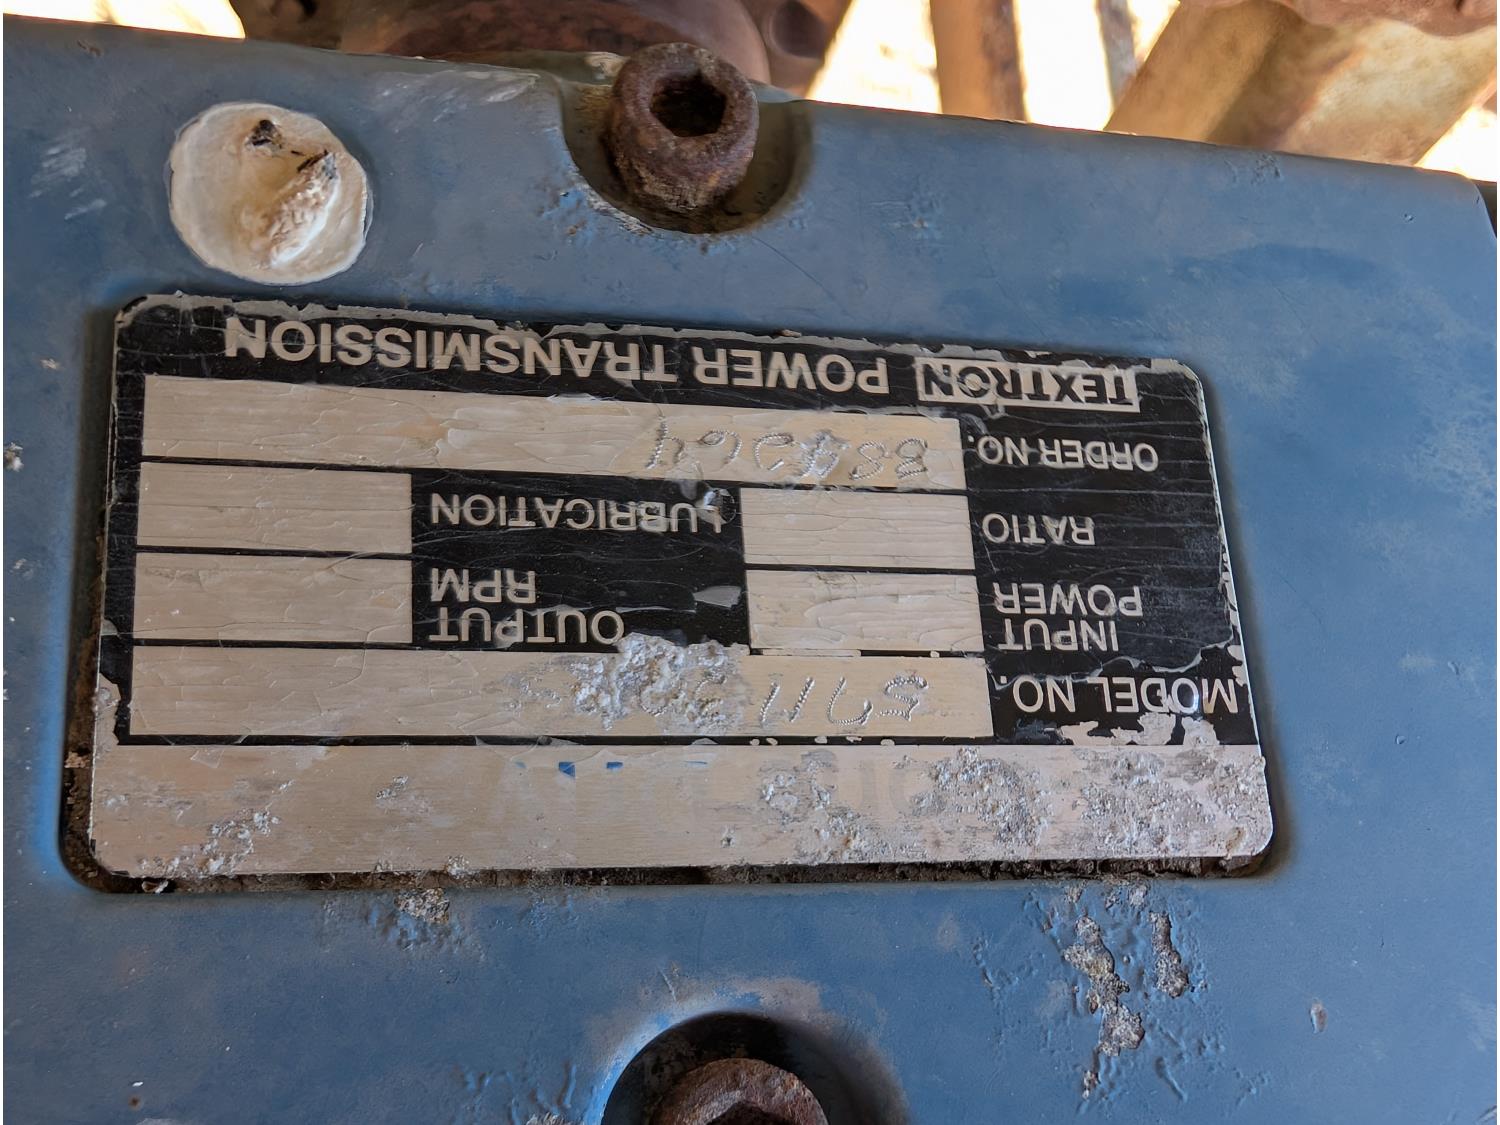 MODEL NO.
INPUT POWER OUTPUT RPM
RATIO LUBRICATION
ORDER NO.
TEXTRON POWER TRANSMISSION